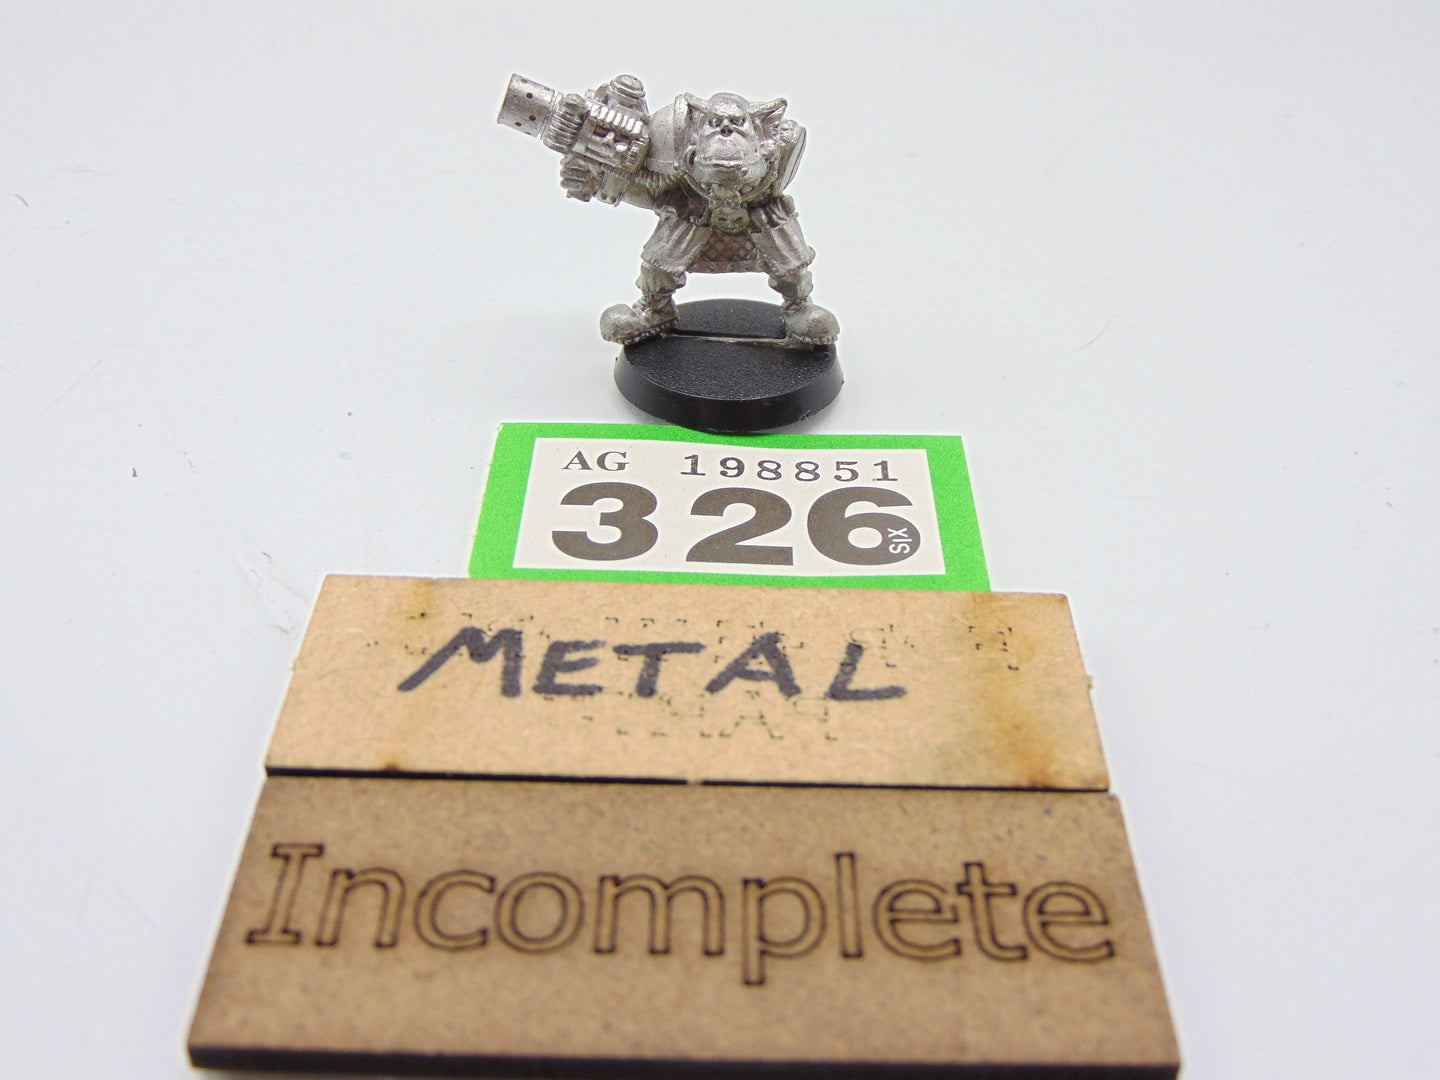 AG 198851
326
SIX
METAL
Incomplete